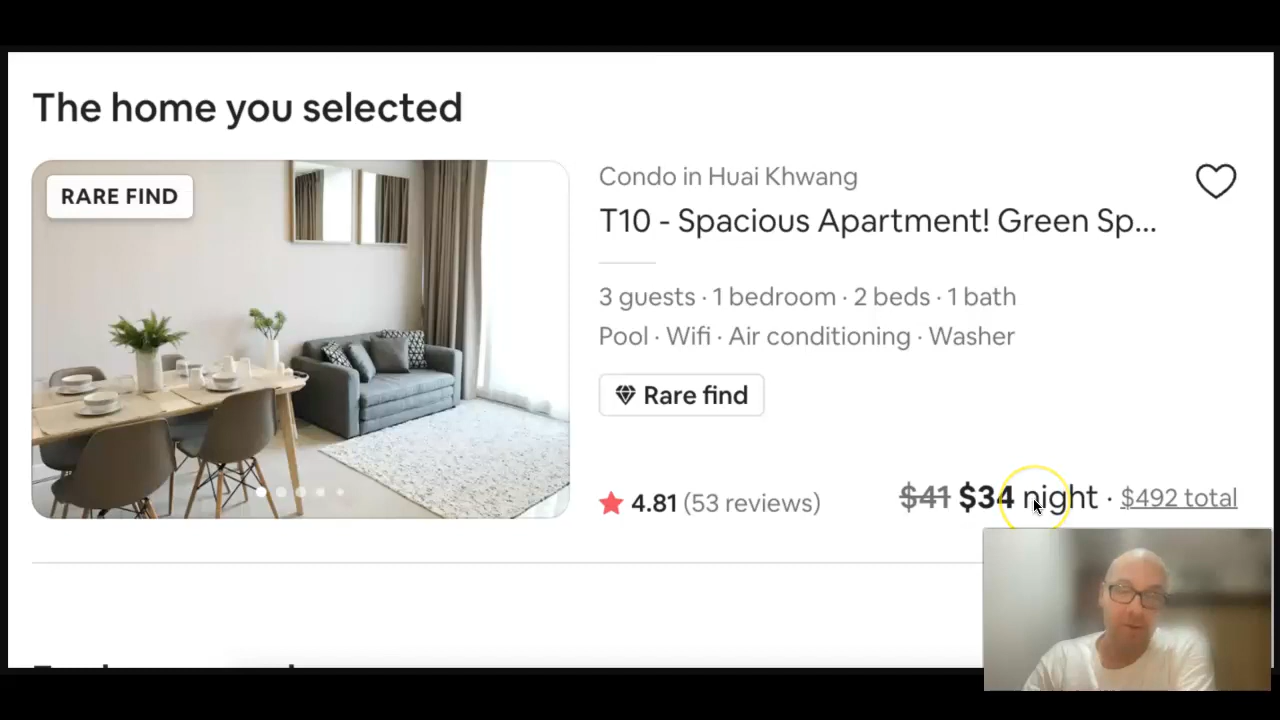 The home you selected
RARE FIND
Condo in Huai Khwang
T10 - Spacious Apartment! Green Sp...
3 guests · 1 bedroom · 2 beds · 1 bath
Pool · Wifi · Air conditioning · Washer
Rare find
4.81 (53 reviews)
$41 $34 night · $492 total